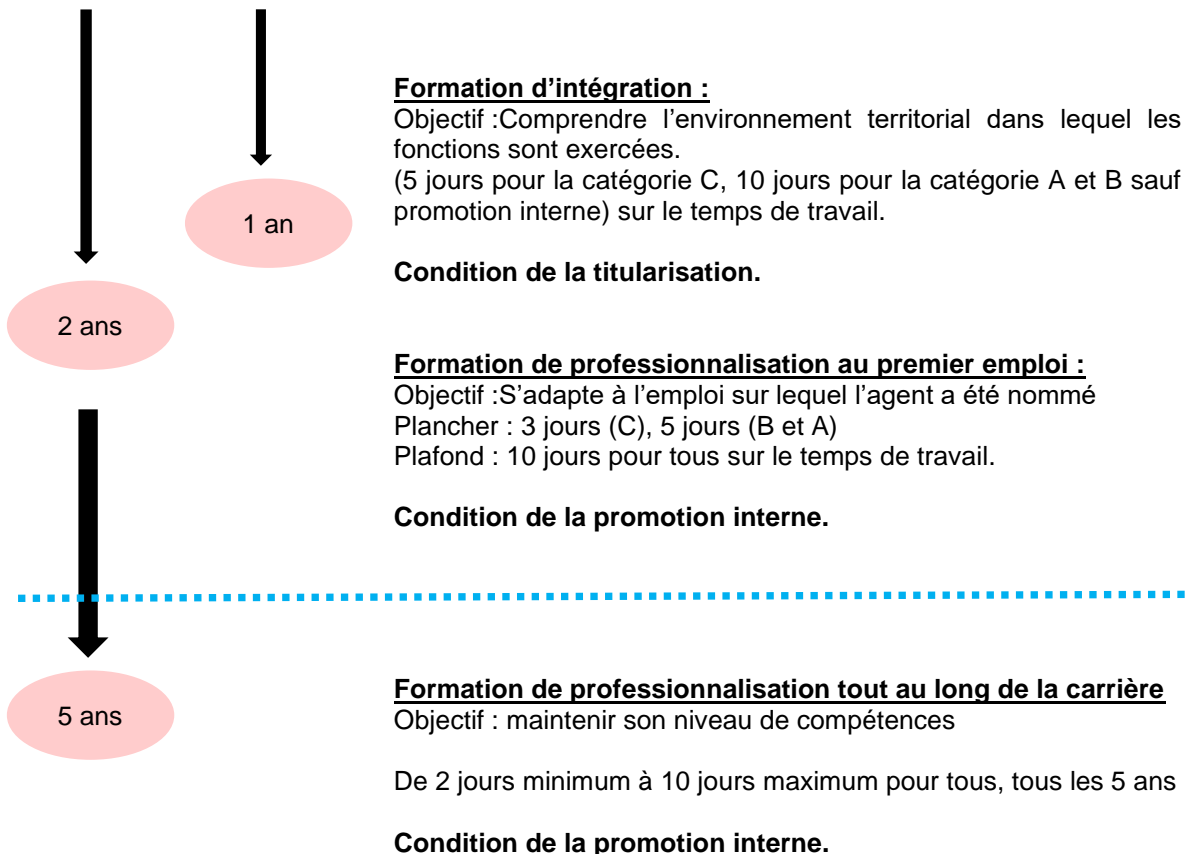 Formation d’intégration :
Objectif :Comprendre l’environnement territorial dans lequel les
fonctions sont exercées.
(5 jours pour la catégorie C, 10 jours pour la catégorie A et B sauf
promotion interne) sur le temps de travail.
1 an
Condition de la titularisation.
2 ans
Formation de professionnalisation au premier emploi :
Objectif :S’adapte à l’emploi sur lequel l’agent a été nommé
Plancher : 3 jours (C), 5 jours (B et A)
Plafond : 10 jours pour tous sur le temps de travail.
Condition de la promotion interne.
Formation de professionnalisation tout au long de la carrière
5 ans
Objectif : maintenir son niveau de compétences
De 2 jours minimum à 10 jours maximum pour tous, tous les 5 ans
Condition de la promotion interne.